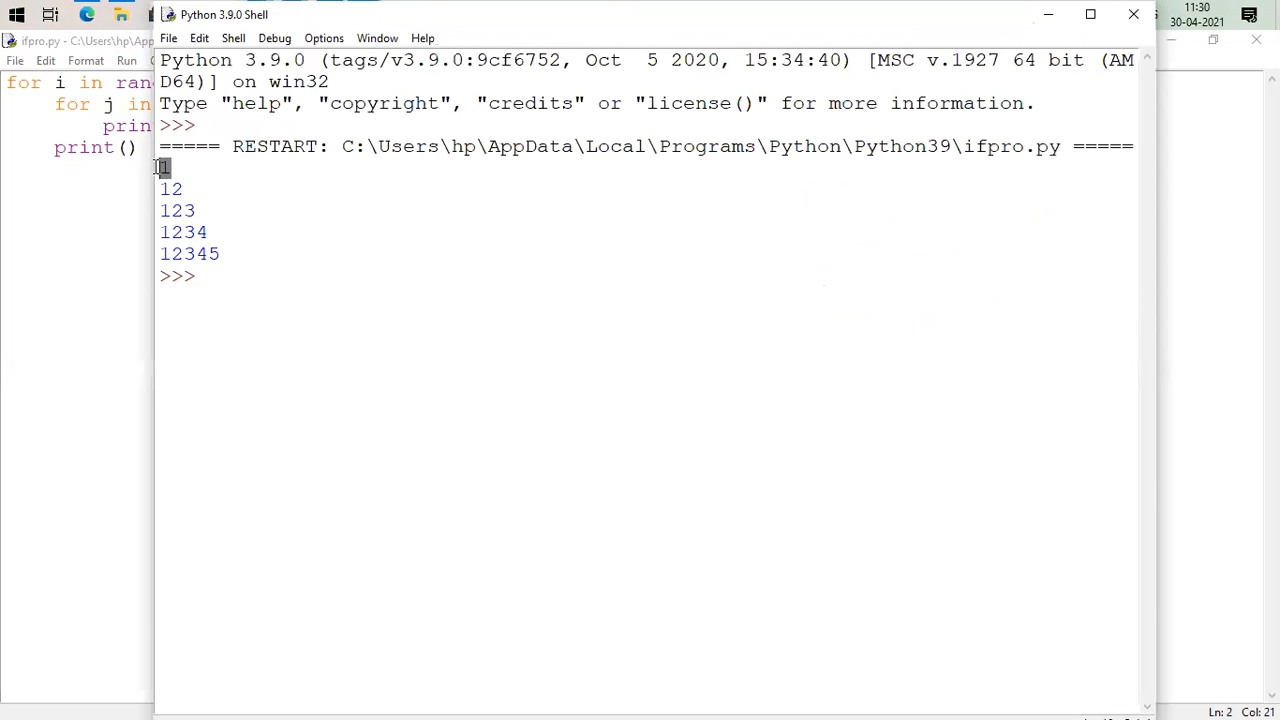 11:30
30-04-2021
Python 3.9.0 Shell
File Edit Shell Debug Options Window Help
Python 3.9.0 (tags/v3.9.0:9cf6752, Oct  5 2020, 15:34:40) [MSC v.1927 64 bit (AM
D64)] on win32
Type "help", "copyright", "credits" or "license()" for more information.
>>>
===== RESTART: C:\Users\hp\AppData\Local\Programs\Python\Python39\ifpro.py =====
1
12
123
1234
12345
>>>
ifpro.py - C:\Users\hp\App
File Edit Format Run
for i in ran
for j in
prin
print()
Ln: 2 Col: 21